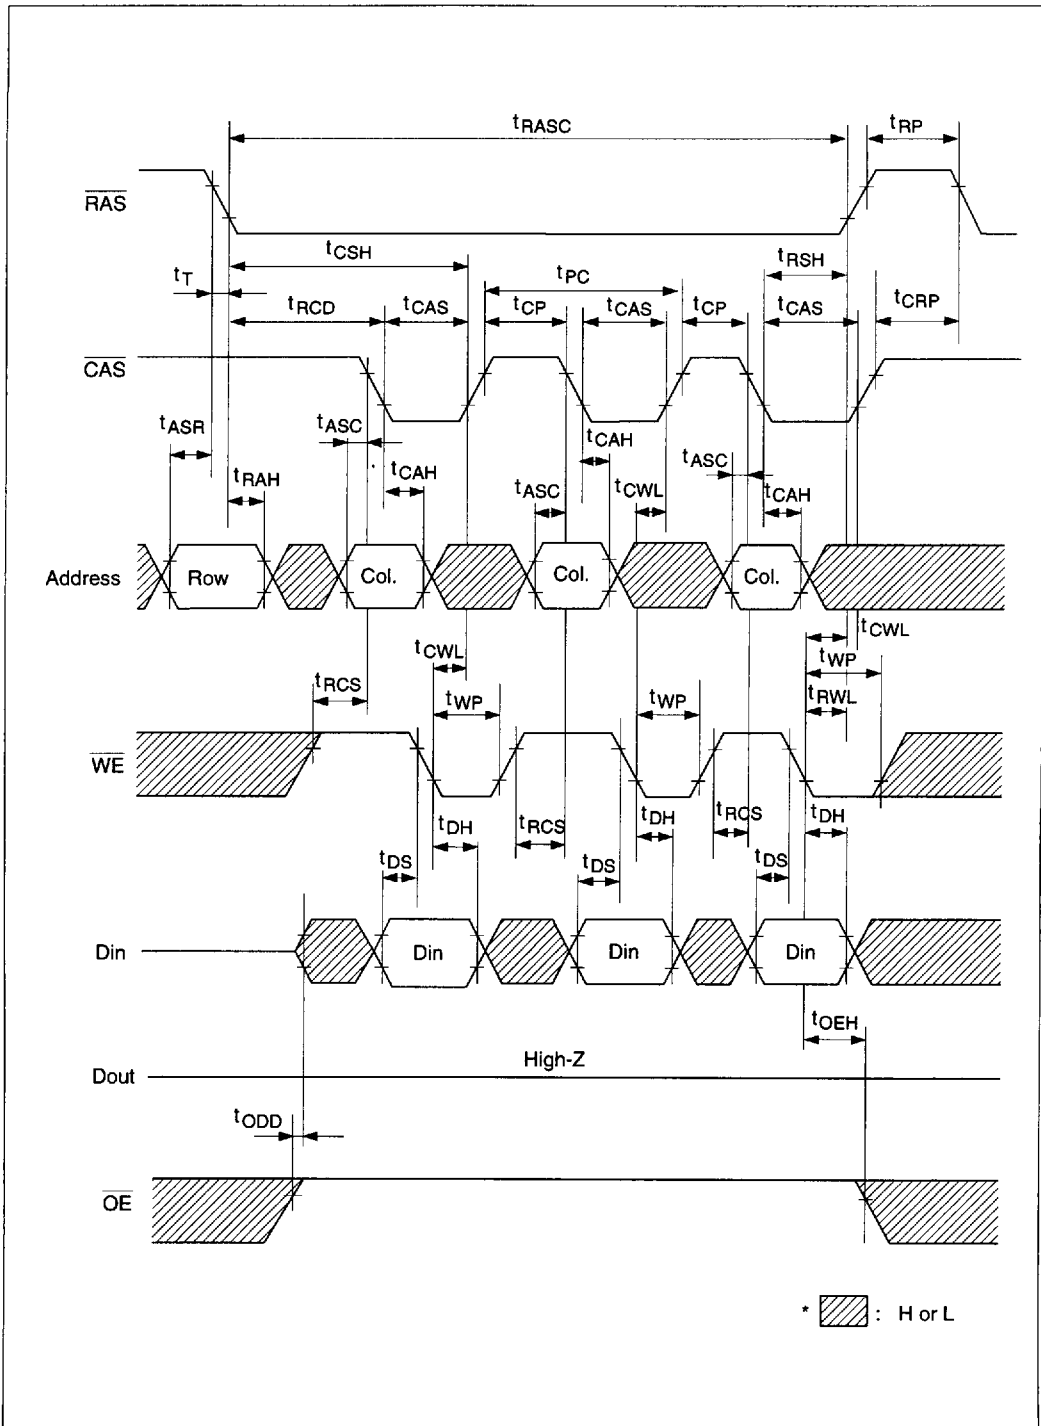 tRASC
tRP
RAS
tCSH
tRSH
tT
tPC
tRCD
tCAS
tCP
tCAS
tCP
tCAS
tCRP
CAS
tASR
tASC
tCAH
tASC
tRAH
tCAH
tASC
tCWL
tCAH
Address
Row
Col.
Col.
Col.
tCWL
tCWL
tWP
tRCS
tWP
tWP
tRWL
WE
tDH
tRCS
tDH
tRCS
tDH
tDS
tDS
tDS
Din
Din
Din
Din
tOEH
High-Z
Dout
tODD
OE
* : H or L